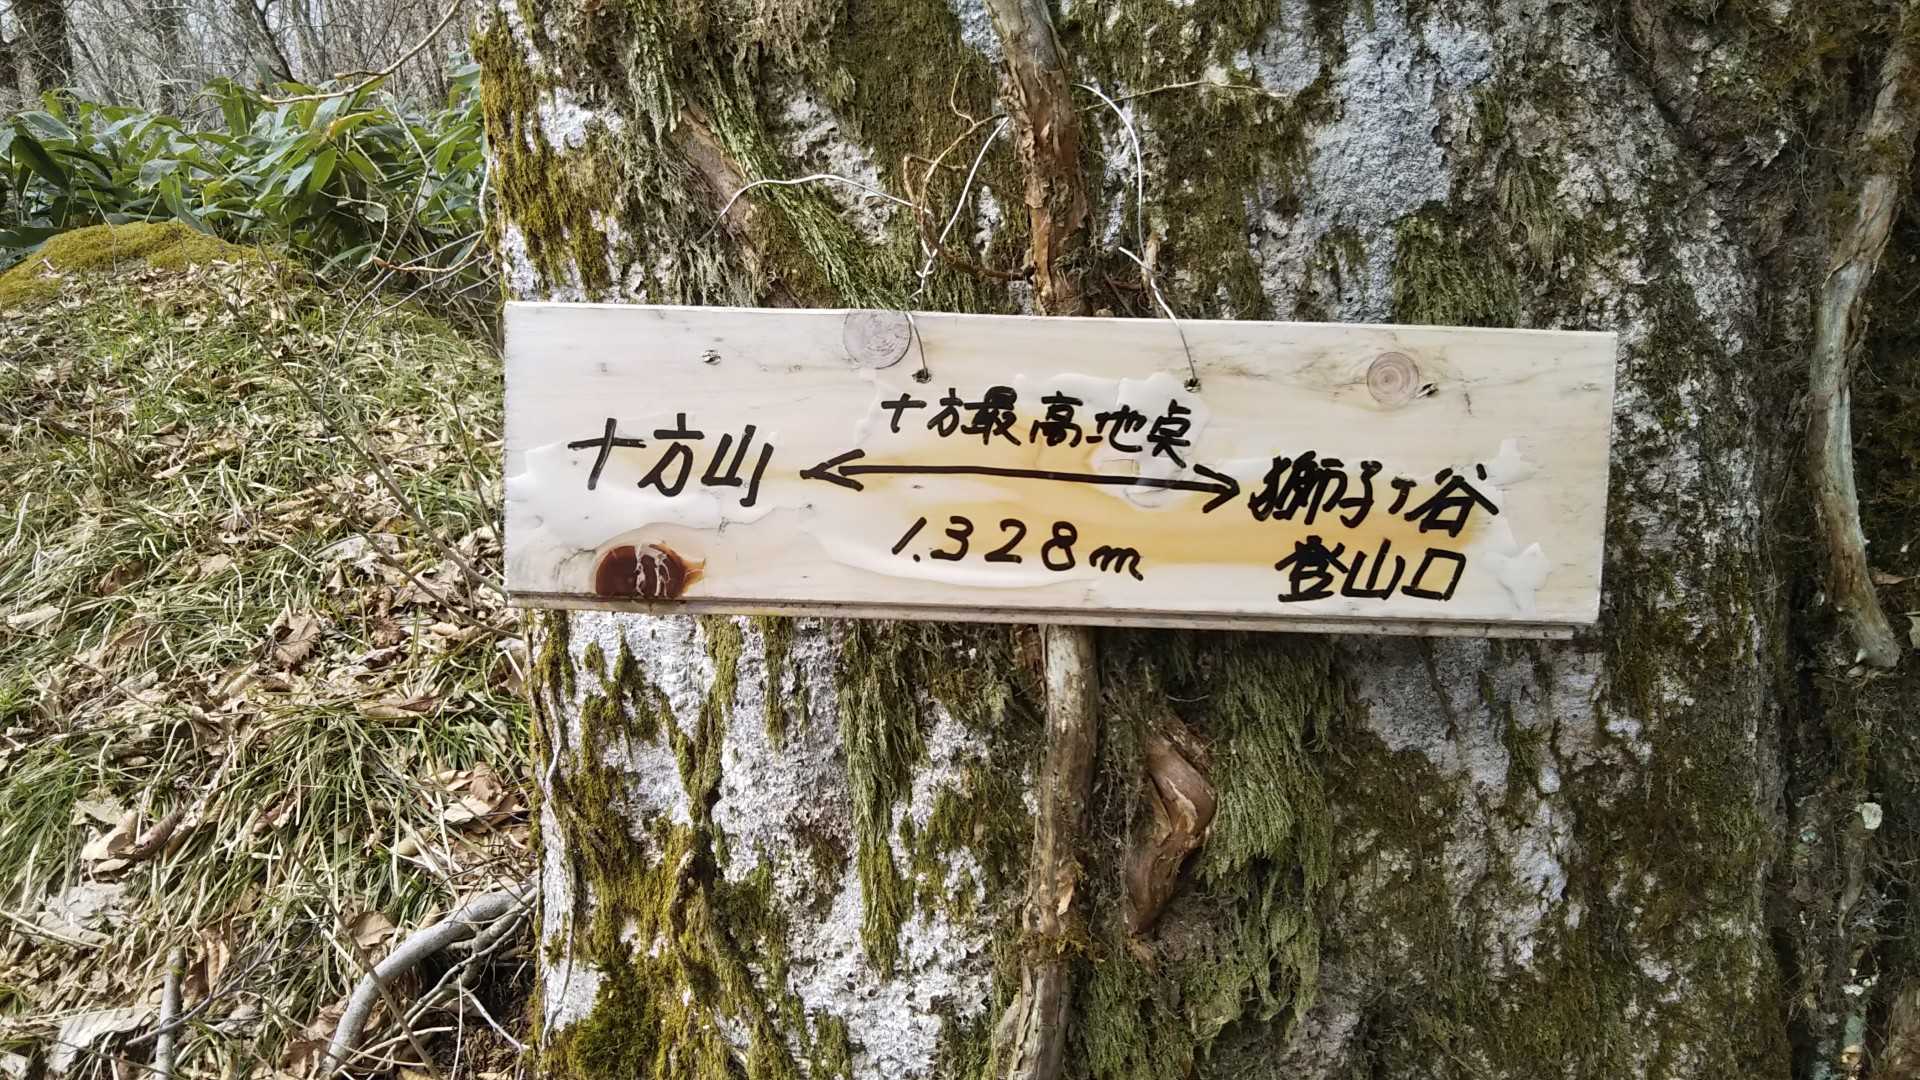 十方最高地点
十方山 ⟷ 獅子ヶ谷
1.328m 登山口